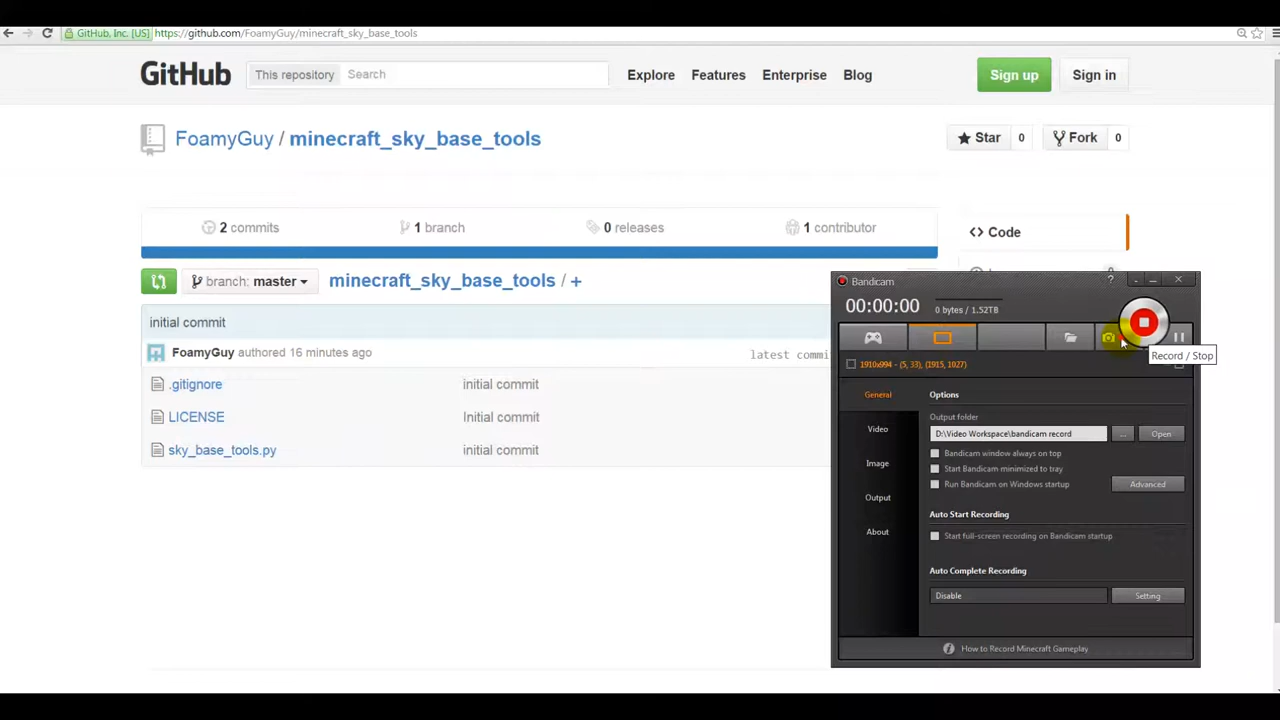 GitHub, Inc. [US] https://github.com/FoamyGuy/minecraft_sky_base_tools
GitHub This repository Search Explore Features Enterprise Blog Sign up Sign in
FoamyGuy / minecraft_sky_base_tools Star 0 Fork 0
2 commits 1 branch 0 releases 1 contributor
<> Code
branch: master minecraft_sky_base_tools / +
initial commit
FoamyGuy authored 16 minutes ago latest commi
.gitignore initial commit
LICENSE Initial commit
sky_base_tools.py initial commit
Bandicam ?
00:00:00 0 bytes / 1.52TB
Record / Stop
1910x994 - (5, 33), (1915, 1027)
General
Video
Image
Output
About
Options
Output folder
D:\Video Workspace\bandicam record ... Open
Bandicam window always on top
Start Bandicam minimized to tray
Run Bandicam on Windows startup Advanced
Auto Start Recording
Start full-screen recording on Bandicam startup
Auto Complete Recording
Disable Setting
How to Record Minecraft Gameplay